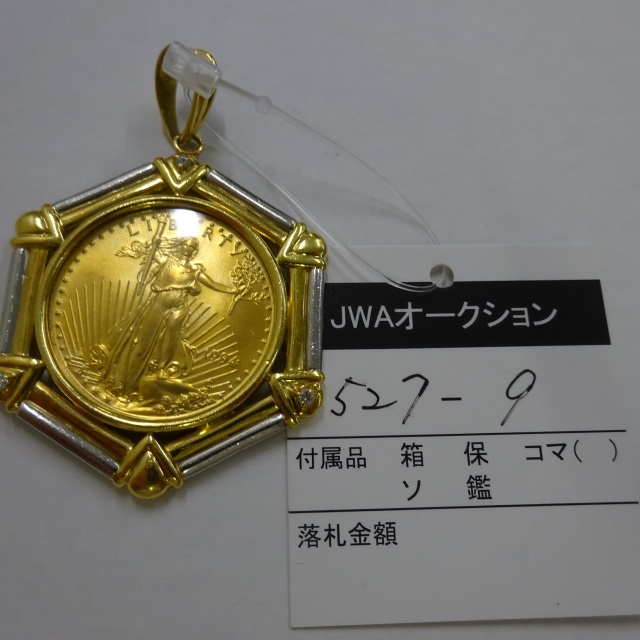 LIBERTY
JWAオークション
527-9
付属品 箱 保 コマ( )
ソ 鑑
落札金額